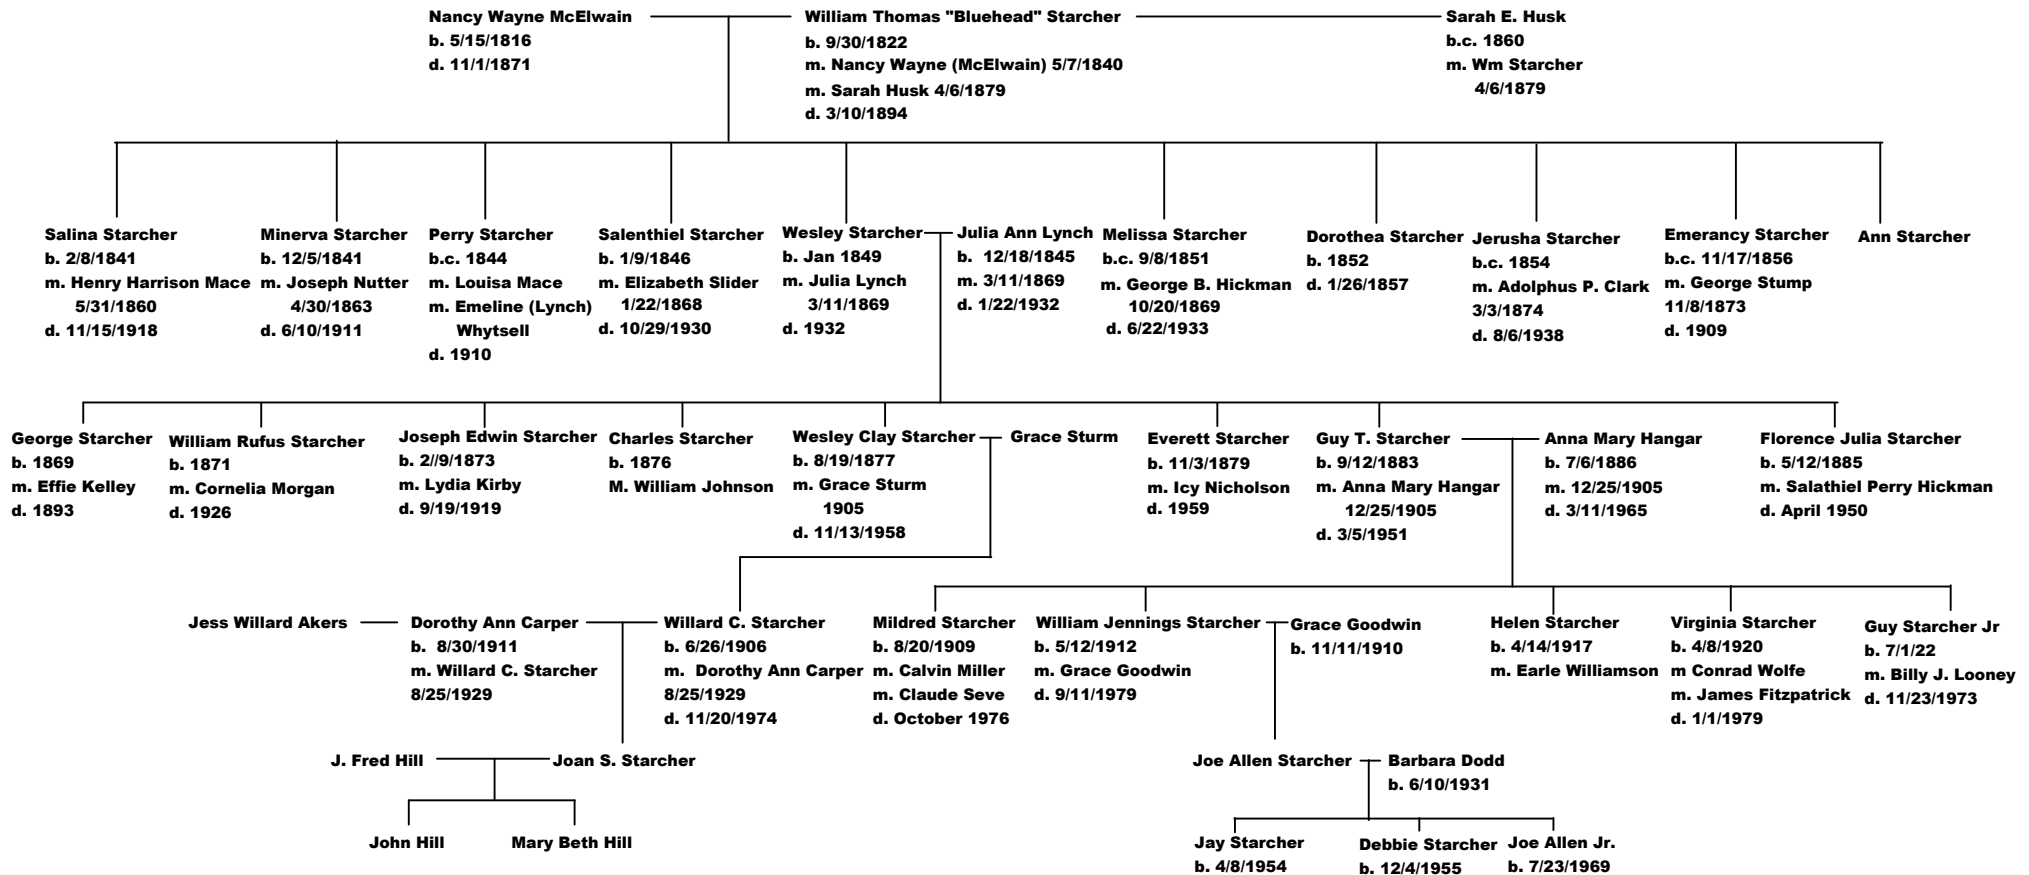 Nancy Wayne McElwain
b. 5/15/1816
d. 11/1/1871
William Thomas "Bluehead" Starcher
b. 9/30/1822
m. Nancy Wayne (McElwain) 5/7/1840
m. Sarah Husk 4/6/1879
d. 3/10/1894
Sarah E. Husk
b.c. 1860
m. Wm Starcher
4/6/1879
Salina Starcher
b. 2/8/1841
m. Henry Harrison Mace
5/31/1860
d. 11/15/1918
Minerva Starcher
b. 12/5/1841
m. Joseph Nutter
4/30/1863
d. 6/10/1911
Perry Starcher
b.c. 1844
m. Louisa Mace
m. Emeline (Lynch)
Whytsell
d. 1910
Salenthiel Starcher
b. 1/9/1846
m. Elizabeth Slider
1/22/1868
d. 10/29/1930
Wesley Starcher
b. Jan 1849
m. Julia Lynch
3/11/1869
d. 1932
Julia Ann Lynch
b. 12/18/1845
m. 3/11/1869
d. 1/22/1932
Melissa Starcher
b.c. 9/8/1851
m. George B. Hickman
10/20/1869
d. 6/22/1933
Dorothea Starcher
b. 1852
d. 1/26/1857
Jerusha Starcher
b.c. 1854
m. Adolphus P. Clark
3/3/1874
d. 8/6/1938
Emerancy Starcher
b.c. 11/17/1856
m. George Stump
11/8/1873
d. 1909
Ann Starcher
George Starcher
b. 1869
m. Effie Kelley
d. 1893
William Rufus Starcher
b. 1871
m. Cornelia Morgan
d. 1926
Joseph Edwin Starcher
b. 2//9/1873
m. Lydia Kirby
d. 9/19/1919
Charles Starcher
b. 1876
M. William Johnson
Wesley Clay Starcher
b. 8/19/1877
m. Grace Sturm
1905
d. 11/13/1958
Grace Sturm
Everett Starcher
b. 11/3/1879
m. Icy Nicholson
d. 1959
Guy T. Starcher
b. 9/12/1883
m. Anna Mary Hangar
12/25/1905
d. 3/5/1951
Anna Mary Hangar
b. 7/6/1886
m. 12/25/1905
d. 3/11/1965
Florence Julia Starcher
b. 5/12/1885
m. Salathiel Perry Hickman
d. April 1950
Jess Willard Akers
Dorothy Ann Carper
b. 8/30/1911
m. Willard C. Starcher
8/25/1929
Willard C. Starcher
b. 6/26/1906
m. Dorothy Ann Carper
8/25/1929
d. 11/20/1974
Mildred Starcher
b. 8/20/1909
m. Calvin Miller
m. Claude Seve
d. October 1976
William Jennings Starcher
b. 5/12/1912
m. Grace Goodwin
d. 9/11/1979
Grace Goodwin
b. 11/11/1910
Helen Starcher
b. 4/14/1917
m. Earle Williamson
Virginia Starcher
b. 4/8/1920
m. Conrad Wolfe
m. James Fitzpatrick
d. 1/1/1979
Guy Starcher Jr
b. 7/1/22
m. Billy J. Looney
d. 11/23/1973
J. Fred Hill
Joan S. Starcher
Joe Allen Starcher
Barbara Dodd
b. 6/10/1931
John Hill
Mary Beth Hill
Jay Starcher
b. 4/8/1954
Debbie Starcher
b. 12/4/1955
Joe Allen Jr.
b. 7/23/1969